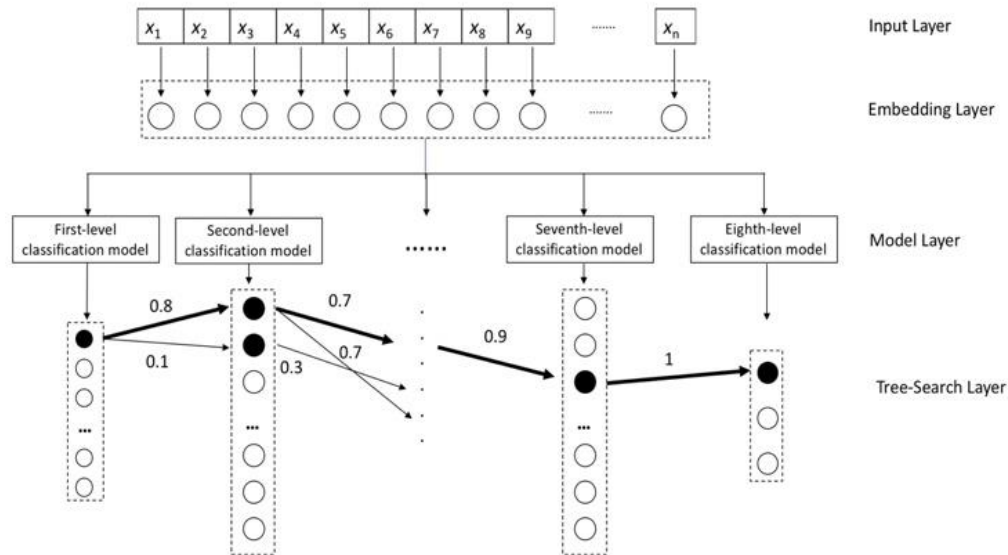 x1 x2 x3 x4 x5 x6 x7 x8 x9 ....... xn
Input Layer
.......
Embedding Layer
First-level
classification model
Second-level
classification model
......
Seventh-level
classification model
Eighth-level
classification model
Model Layer
0.8
0.7
0.9
1
0.1
0.3
0.7
Tree-Search Layer
...
...
...